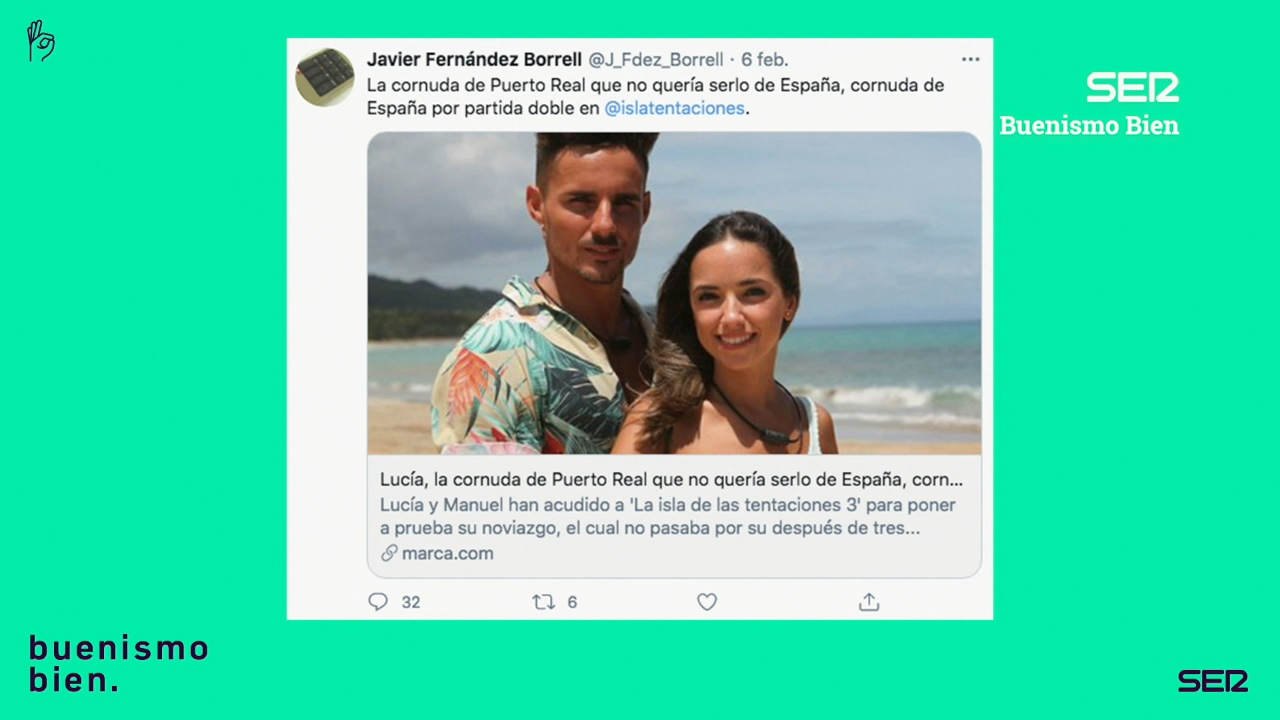 Javier Fernández Borrell @J_Fdez_Borrell · 6 feb.
La cornuda de Puerto Real que no quería serlo de España, cornuda de
España por partida doble en @islatentaciones.
SER
Buenismo Bien
Lucía, la cornuda de Puerto Real que no quería serlo de España, corn...
Lucía y Manuel han acudido a 'La isla de las tentaciones 3' para poner
a prueba su noviazgo, el cual no pasaba por su después de tres...
marca.com
32
6
buenismo
bien.
SER